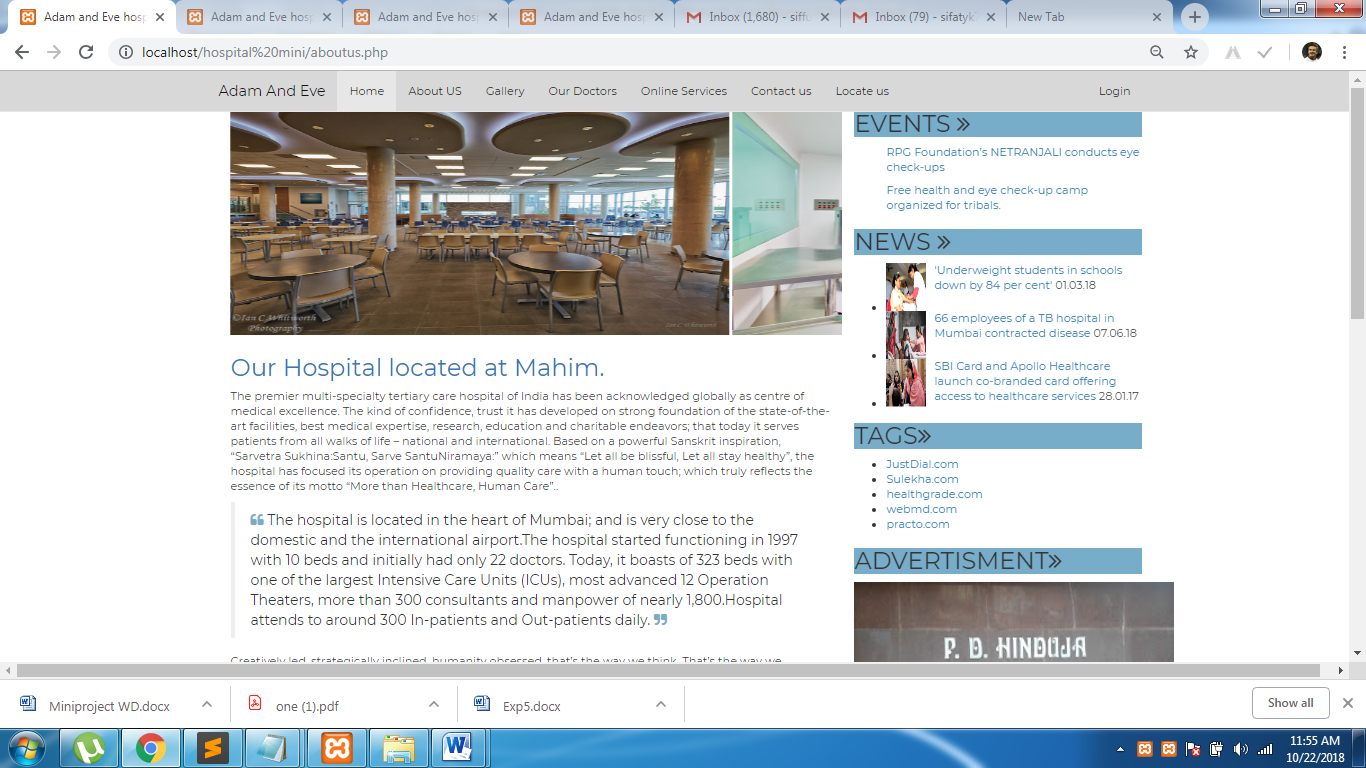 Adam and Eve hosp
Adam and Eve hosp
Adam and Eve hosp
Adam and Eve hosp
Inbox (1,680) - siffu
Inbox (79) - sifatyk
New Tab
localhost/hospital%20mini/aboutus.php
Adam And Eve
Home
About US
Gallery
Our Doctors
Online Services
Contact us
Locate us
Login
©Ian C.Whitworth
Photography
Our Hospital located at Mahim.
The premier multi-specialty tertiary care hospital of India has been acknowledged globally as centre of
medical excellence. The kind of confidence, trust it has developed on strong foundation of the state-of-the-
art facilities, best medical expertise, research, education and charitable endeavors; that today it serves
patients from all walks of life – national and international. Based on a powerful Sanskrit inspiration,
“Sarvetra Sukhina:Santu, Sarve SantuNiramaya:” which means “Let all be blissful, Let all stay healthy”, the
hospital has focused its operation on providing quality care with a human touch; which truly reflects the
essence of its motto “More than Healthcare, Human Care”..
“ The hospital is located in the heart of Mumbai; and is very close to the
domestic and the international airport.The hospital started functioning in 1997
with 10 beds and initially had only 22 doctors. Today, it boasts of 323 beds with
one of the largest Intensive Care Units (ICUs), most advanced 12 Operation
Theaters, more than 300 consultants and manpower of nearly 1,800.Hospital
attends to around 300 In-patients and Out-patients daily. ”
Creatively led, strategically inclined, humanity obsessed, that's the way we think. That's the way we
EVENTS »
RPG Foundation's NETRANJALI conducts eye
check-ups
Free health and eye check-up camp
organized for tribals.
NEWS »
'Underweight students in schools
down by 84 per cent' 01.03.18
66 employees of a TB hospital in
Mumbai contracted disease 07.06.18
SBI Card and Apollo Healthcare
launch co-branded card offering
access to healthcare services 28.01.17
TAGS»
JustDial.com
Sulekha.com
healthgrade.com
webmd.com
practo.com
ADVERTISMENT»
P. D. HINDUJA
Miniproject WD.docx
one (1).pdf
Exp5.docx
Show all
11:55 AM
10/22/2018